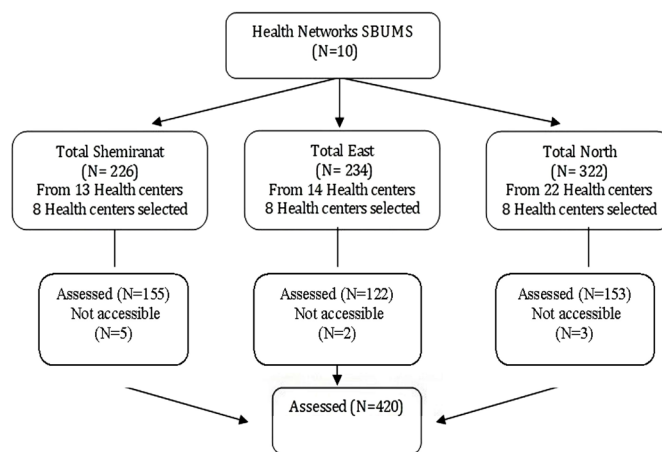 Health Networks SBUMS
(N=10)
Total Shemiranat
(N= 226)
From 13 Health centers
8 Health centers selected
Total East
(N= 234)
From 14 Health centers
8 Health centers selected
Total North
(N= 322)
From 22 Health centers
8 Health centers selected
Assessed (N=155)
Not accessible
(N=5)
Assessed (N=122)
Not accessible
(N=2)
Assessed (N=153)
Not accessible
(N=3)
Assessed (N=420)